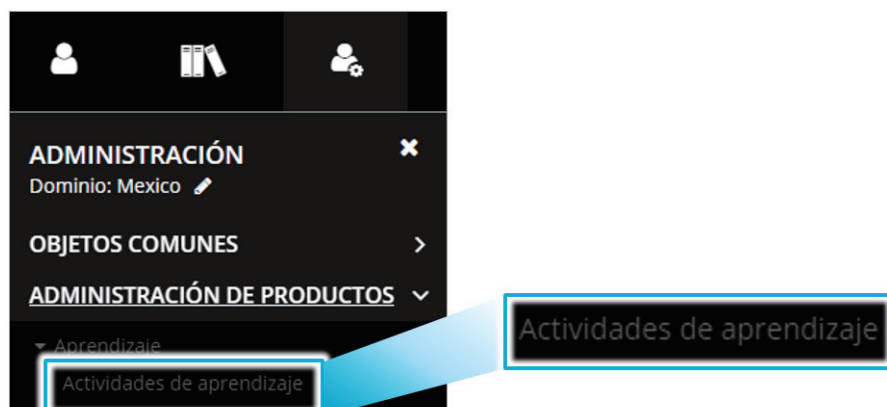 ADMINISTRACIÓN
Dominio: Mexico
OBJETOS COMUNES
ADMINISTRACIÓN DE PRODUCTOS
Aprendizaje
Actividades de aprendizaje
Actividades de aprendizaje